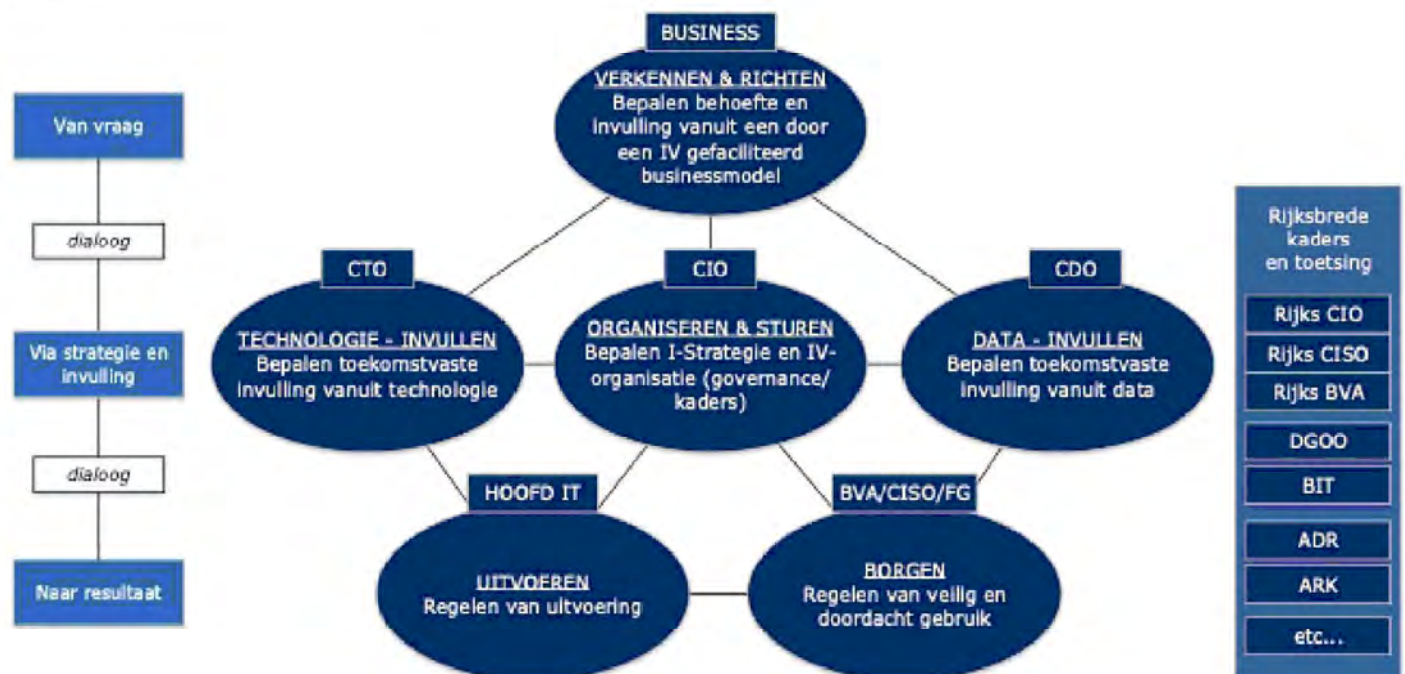 BUSINESS
VERKENNEN & RICHTEN
Bepalen behoefte en
invulling vanuit een door
een IV gefaciliteerd
businessmodel
Van vraag
dialoog
Via strategie en
invulling
dialoog
Naar resultaat
CTO
TECHNOLOGIE - INVULLEN
Bepalen toekomstvaste
invulling vanuit technologie
CIO
ORGANISEREN & STUREN
Bepalen I-Strategie en IV-
organisatie (governance/
kaders)
CDO
DATA - INVULLEN
Bepalen toekomstvaste
invulling vanuit data
HOOFD IT
UITVOEREN
Regelen van uitvoering
BVA/CISO/FG
BORGEN
Regelen van veilig en
doordacht gebruik
Rijksbrede
kaders
en toetsing
Rijks CIO
Rijks CISO
Rijks BVA
DGOO
BIT
ADR
ARK
etc...